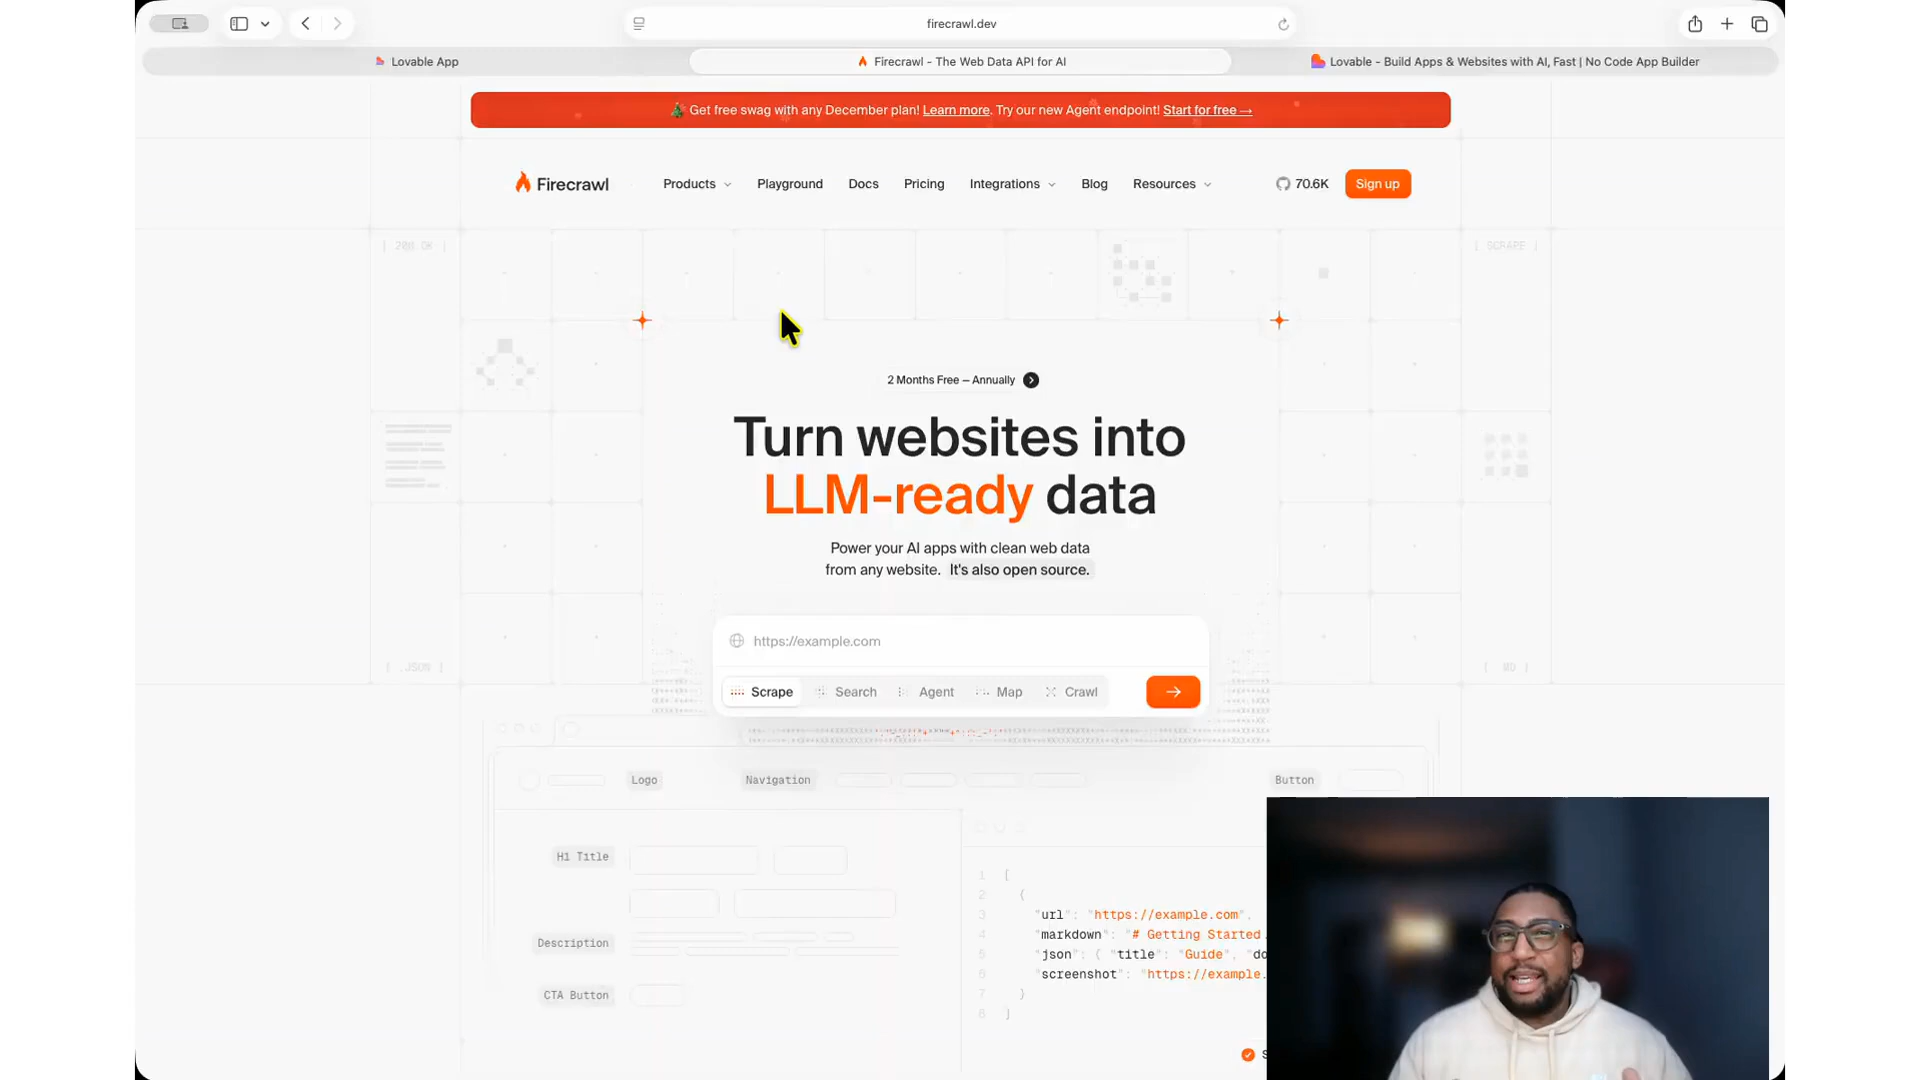 firecrawl.dev
Lovable App
Firecrawl - The Web Data API for AI
Lovable - Build Apps & Websites with AI, Fast | No Code App Builder
Get free swag with any December plan! Learn more. Try our new Agent endpoint! Start for free →
Firecrawl
Products
Playground
Docs
Pricing
Integrations
Blog
Resources
70.6K
Sign up
[ 200 OK ]
[ SCRAPE ]
2 Months Free — Annually
Turn websites into
LLM-ready data
Power your AI apps with clean web data
from any website. It's also open source.
https://example.com
[ .JSON ]
[ .MD ]
Scrape
Search
Agent
Map
Crawl
Logo
Navigation
Button
H1 Title
Description
CTA Button
1 [
2 {
3 "url": "https://example.com",
4 "markdown": "# Getting Started
5 "json": { "title": "Guide", "do
6 "screenshot": "https://example.
7 }
8 ]